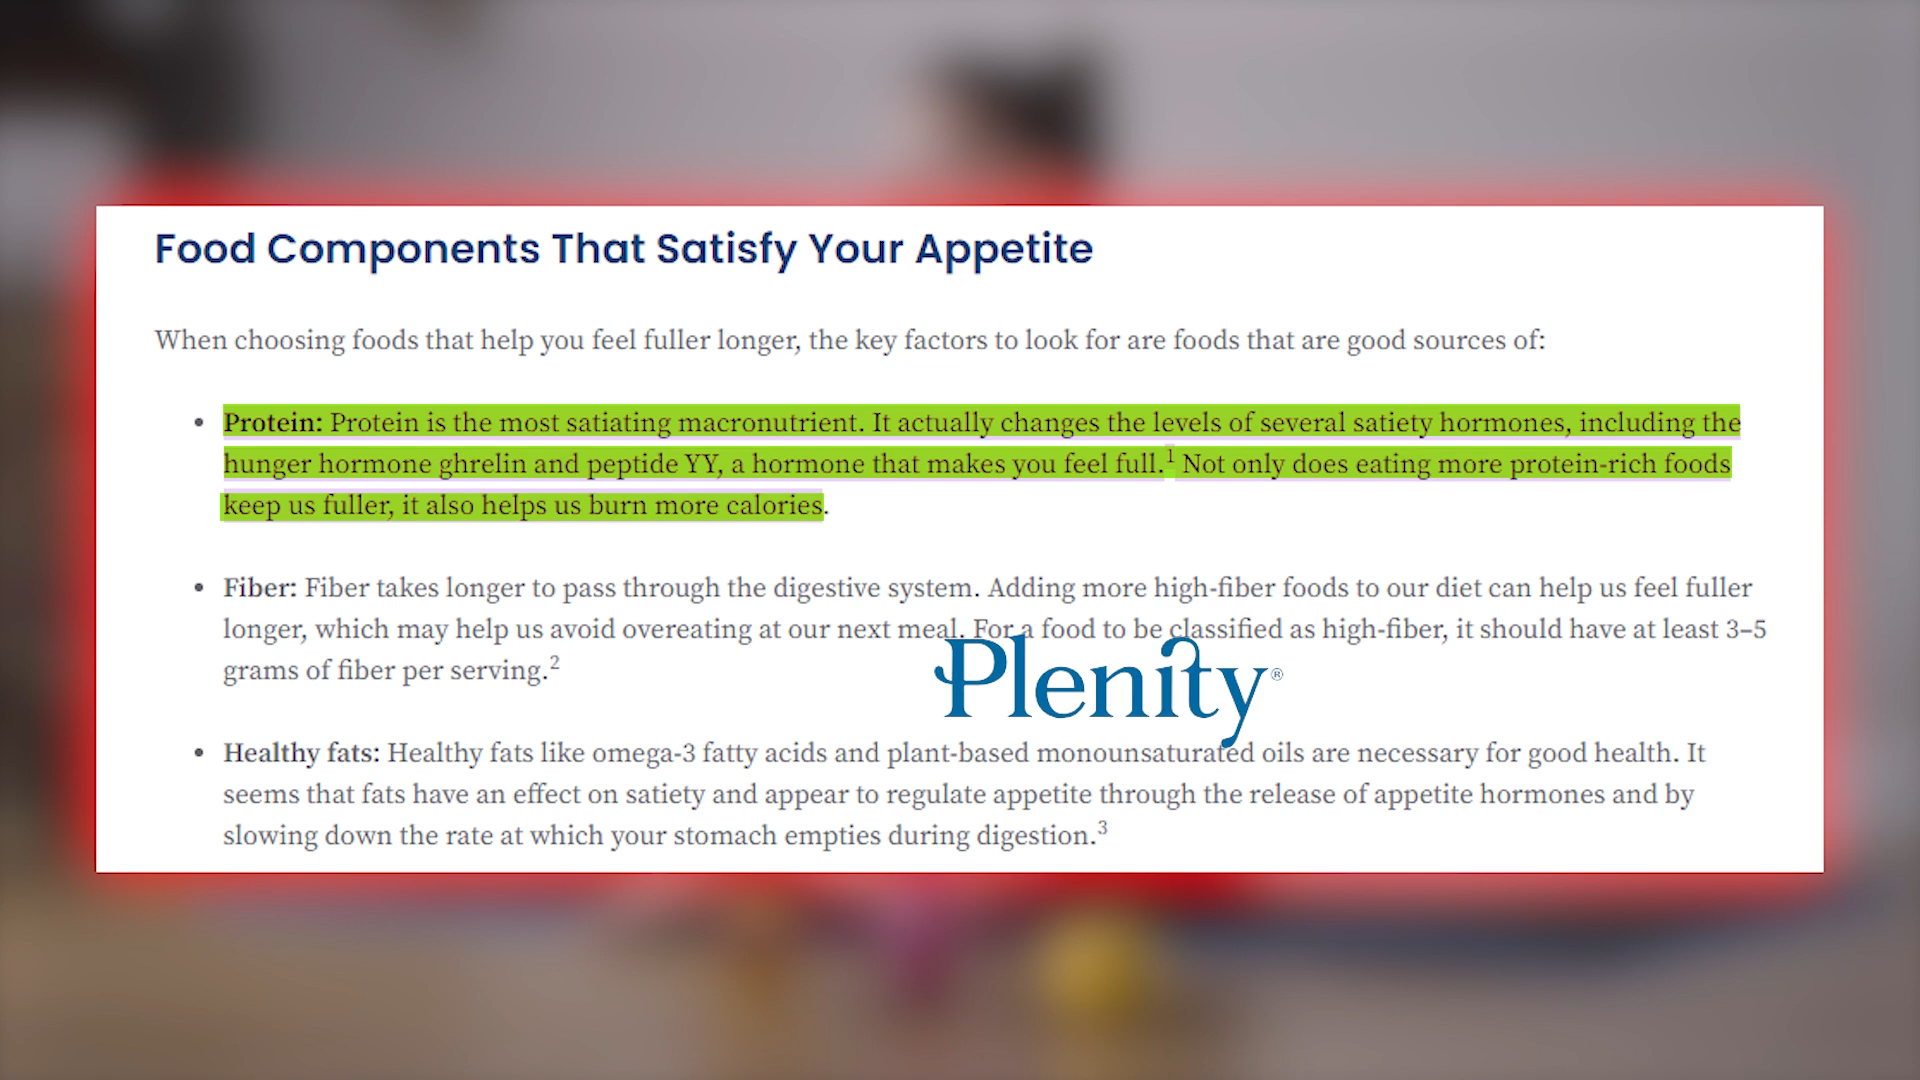 Food Components That Satisfy Your Appetite
When choosing foods that help you feel fuller longer, the key factors to look for are foods that are good sources of:
• Protein: Protein is the most satiating macronutrient. It actually changes the levels of several satiety hormones, including the
hunger hormone ghrelin and peptide YY, a hormone that makes you feel full.¹ Not only does eating more protein-rich foods
keep us fuller, it also helps us burn more calories.
• Fiber: Fiber takes longer to pass through the digestive system. Adding more high-fiber foods to our diet can help us feel fuller
longer, which may help us avoid overeating at our next meal. For a food to be classified as high-fiber, it should have at least 3–5
grams of fiber per serving.²
Plenity®
• Healthy fats: Healthy fats like omega-3 fatty acids and plant-based monounsaturated oils are necessary for good health. It
seems that fats have an effect on satiety and appear to regulate appetite through the release of appetite hormones and by
slowing down the rate at which your stomach empties during digestion.³